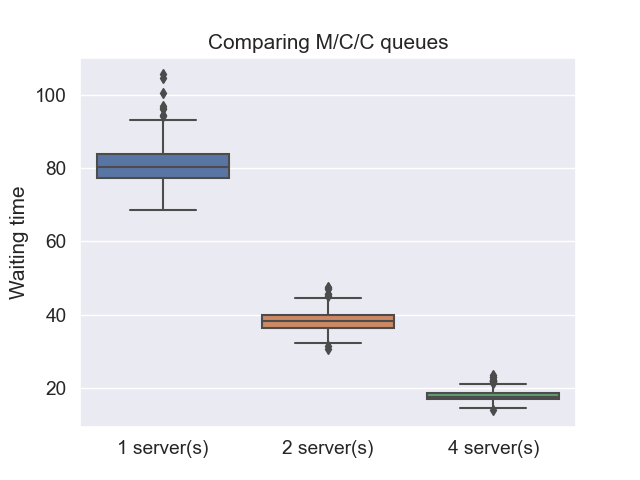 Comparing M/C/C queues
Waiting time
100
80
60
40
20
1 server(s)
2 server(s)
4 server(s)